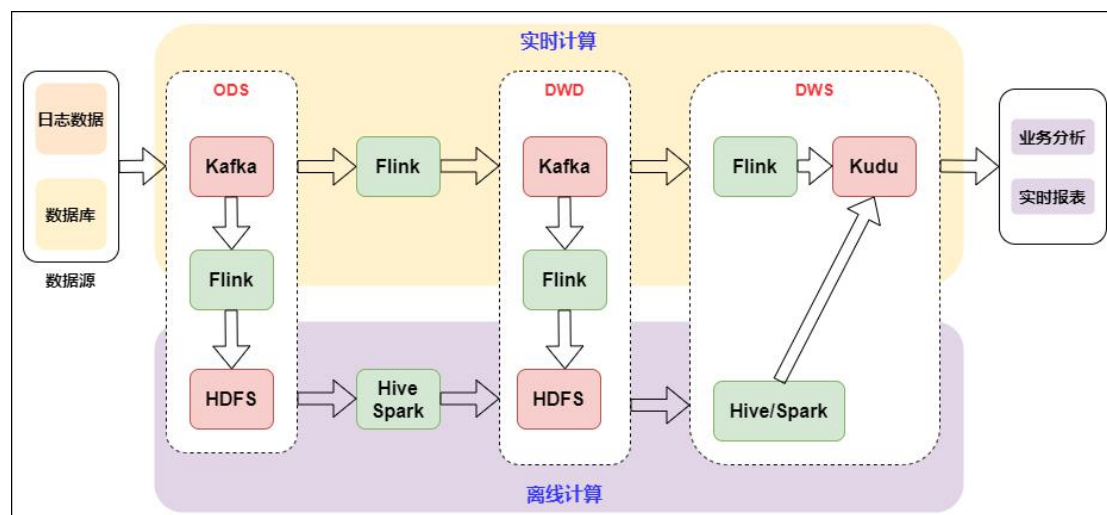 实时计算
ODS
DWD
DWS
日志数据
数据库
数据源
Kafka
Flink
Kafka
Flink
Kudu
业务分析
实时报表
Flink
Flink
HDFS
Hive
Spark
HDFS
Hive/Spark
离线计算